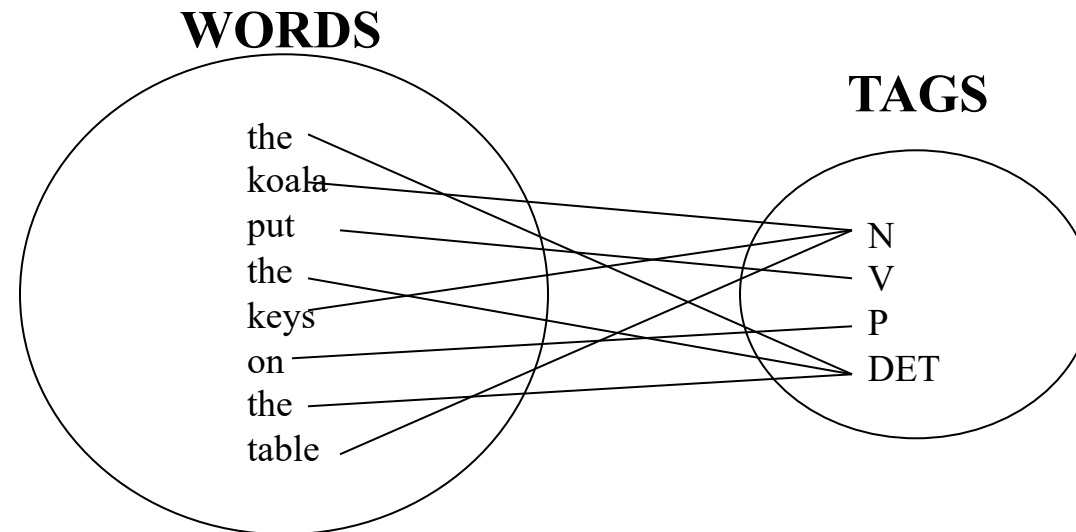 WORDS
the
koala
put
the
keys
on
the
table
TAGS
N
V
P
DET